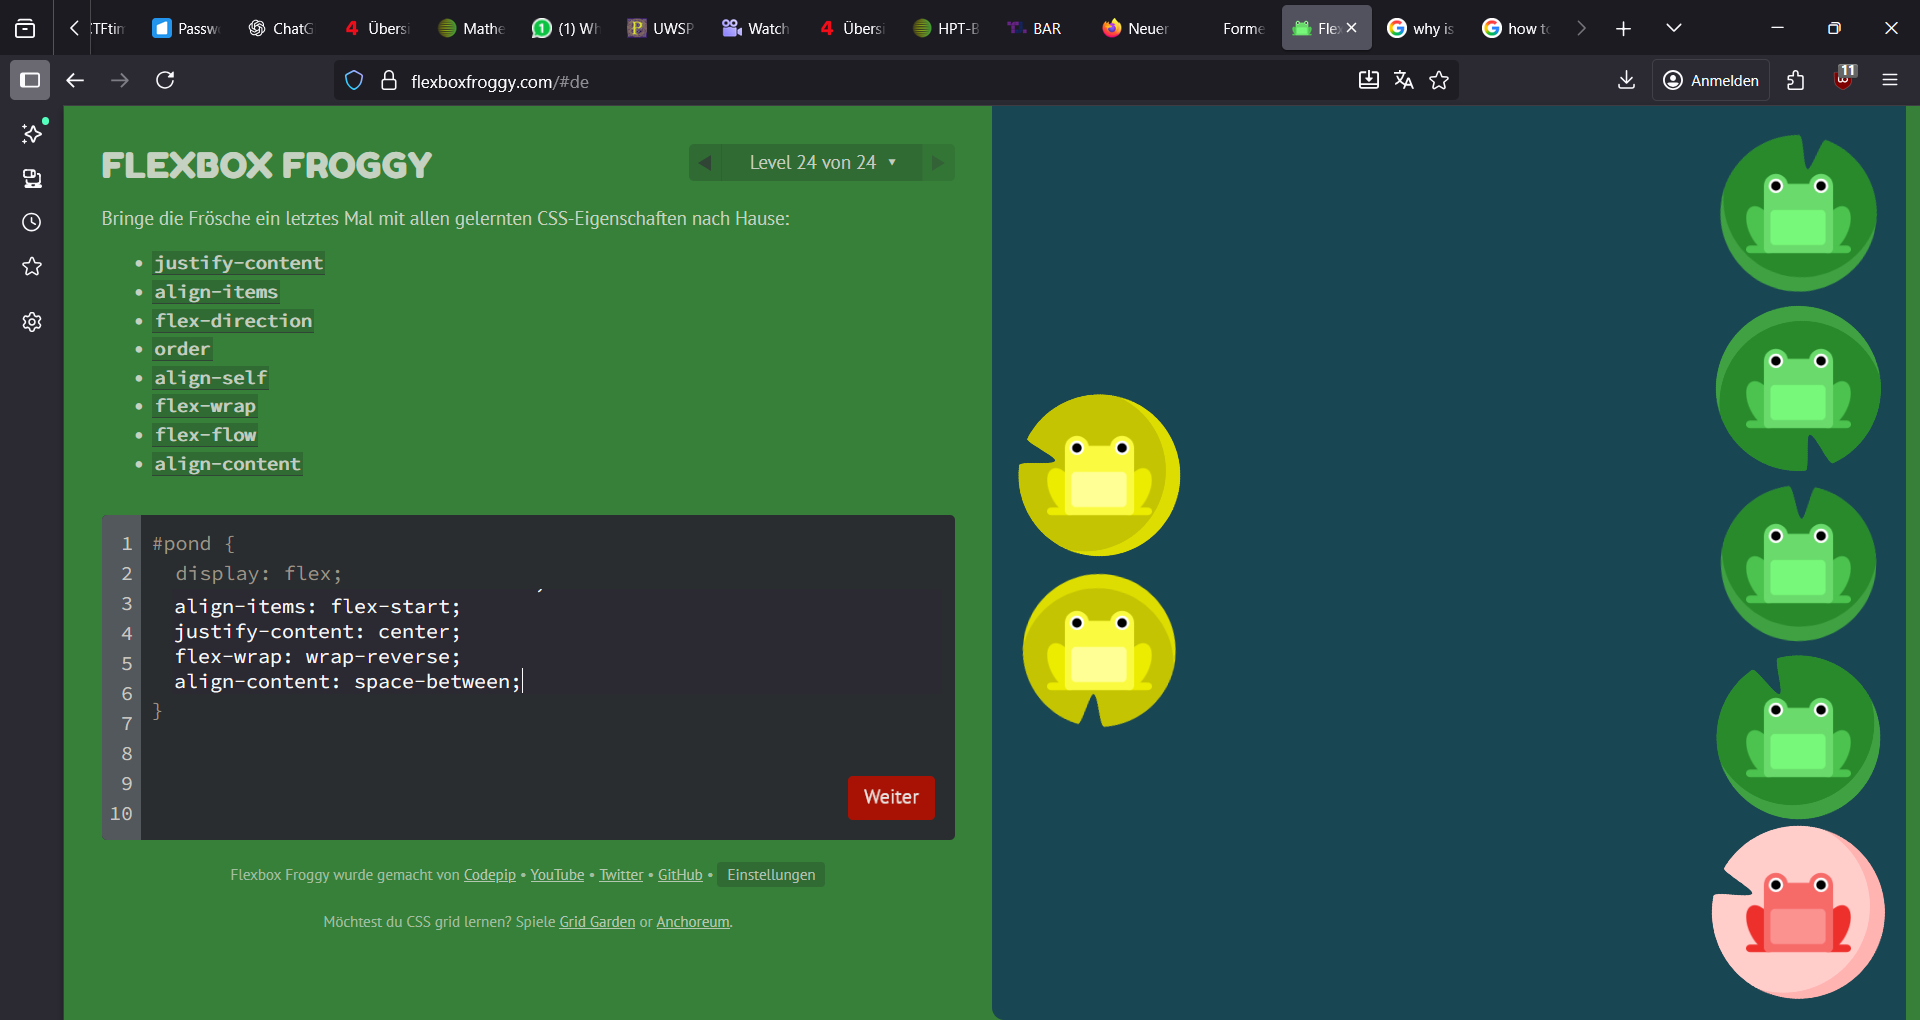 TFtin
Passw
ChatG
Übersi
Mathe
(1) Wh
UWSP
Watch
Übersi
HPT-B
BAR
Neuer
Forme
Fle
why is
how to
flexboxfroggy.com/#de
Anmelden
11
FLEXBOX FROGGY
Level 24 von 24
Bringe die Frösche ein letztes Mal mit allen gelernten CSS-Eigenschaften nach Hause:
justify-content
align-items
flex-direction
order
align-self
flex-wrap
flex-flow
align-content
1 #pond {
2 display: flex;
3 align-items: flex-start;
4 justify-content: center;
5 flex-wrap: wrap-reverse;
6 align-content: space-between;
7 }
8
9
10
Weiter
Flexbox Froggy wurde gemacht von Codepip • YouTube • Twitter • GitHub • Einstellungen
Möchtest du CSS grid lernen? Spiele Grid Garden or Anchoreum.